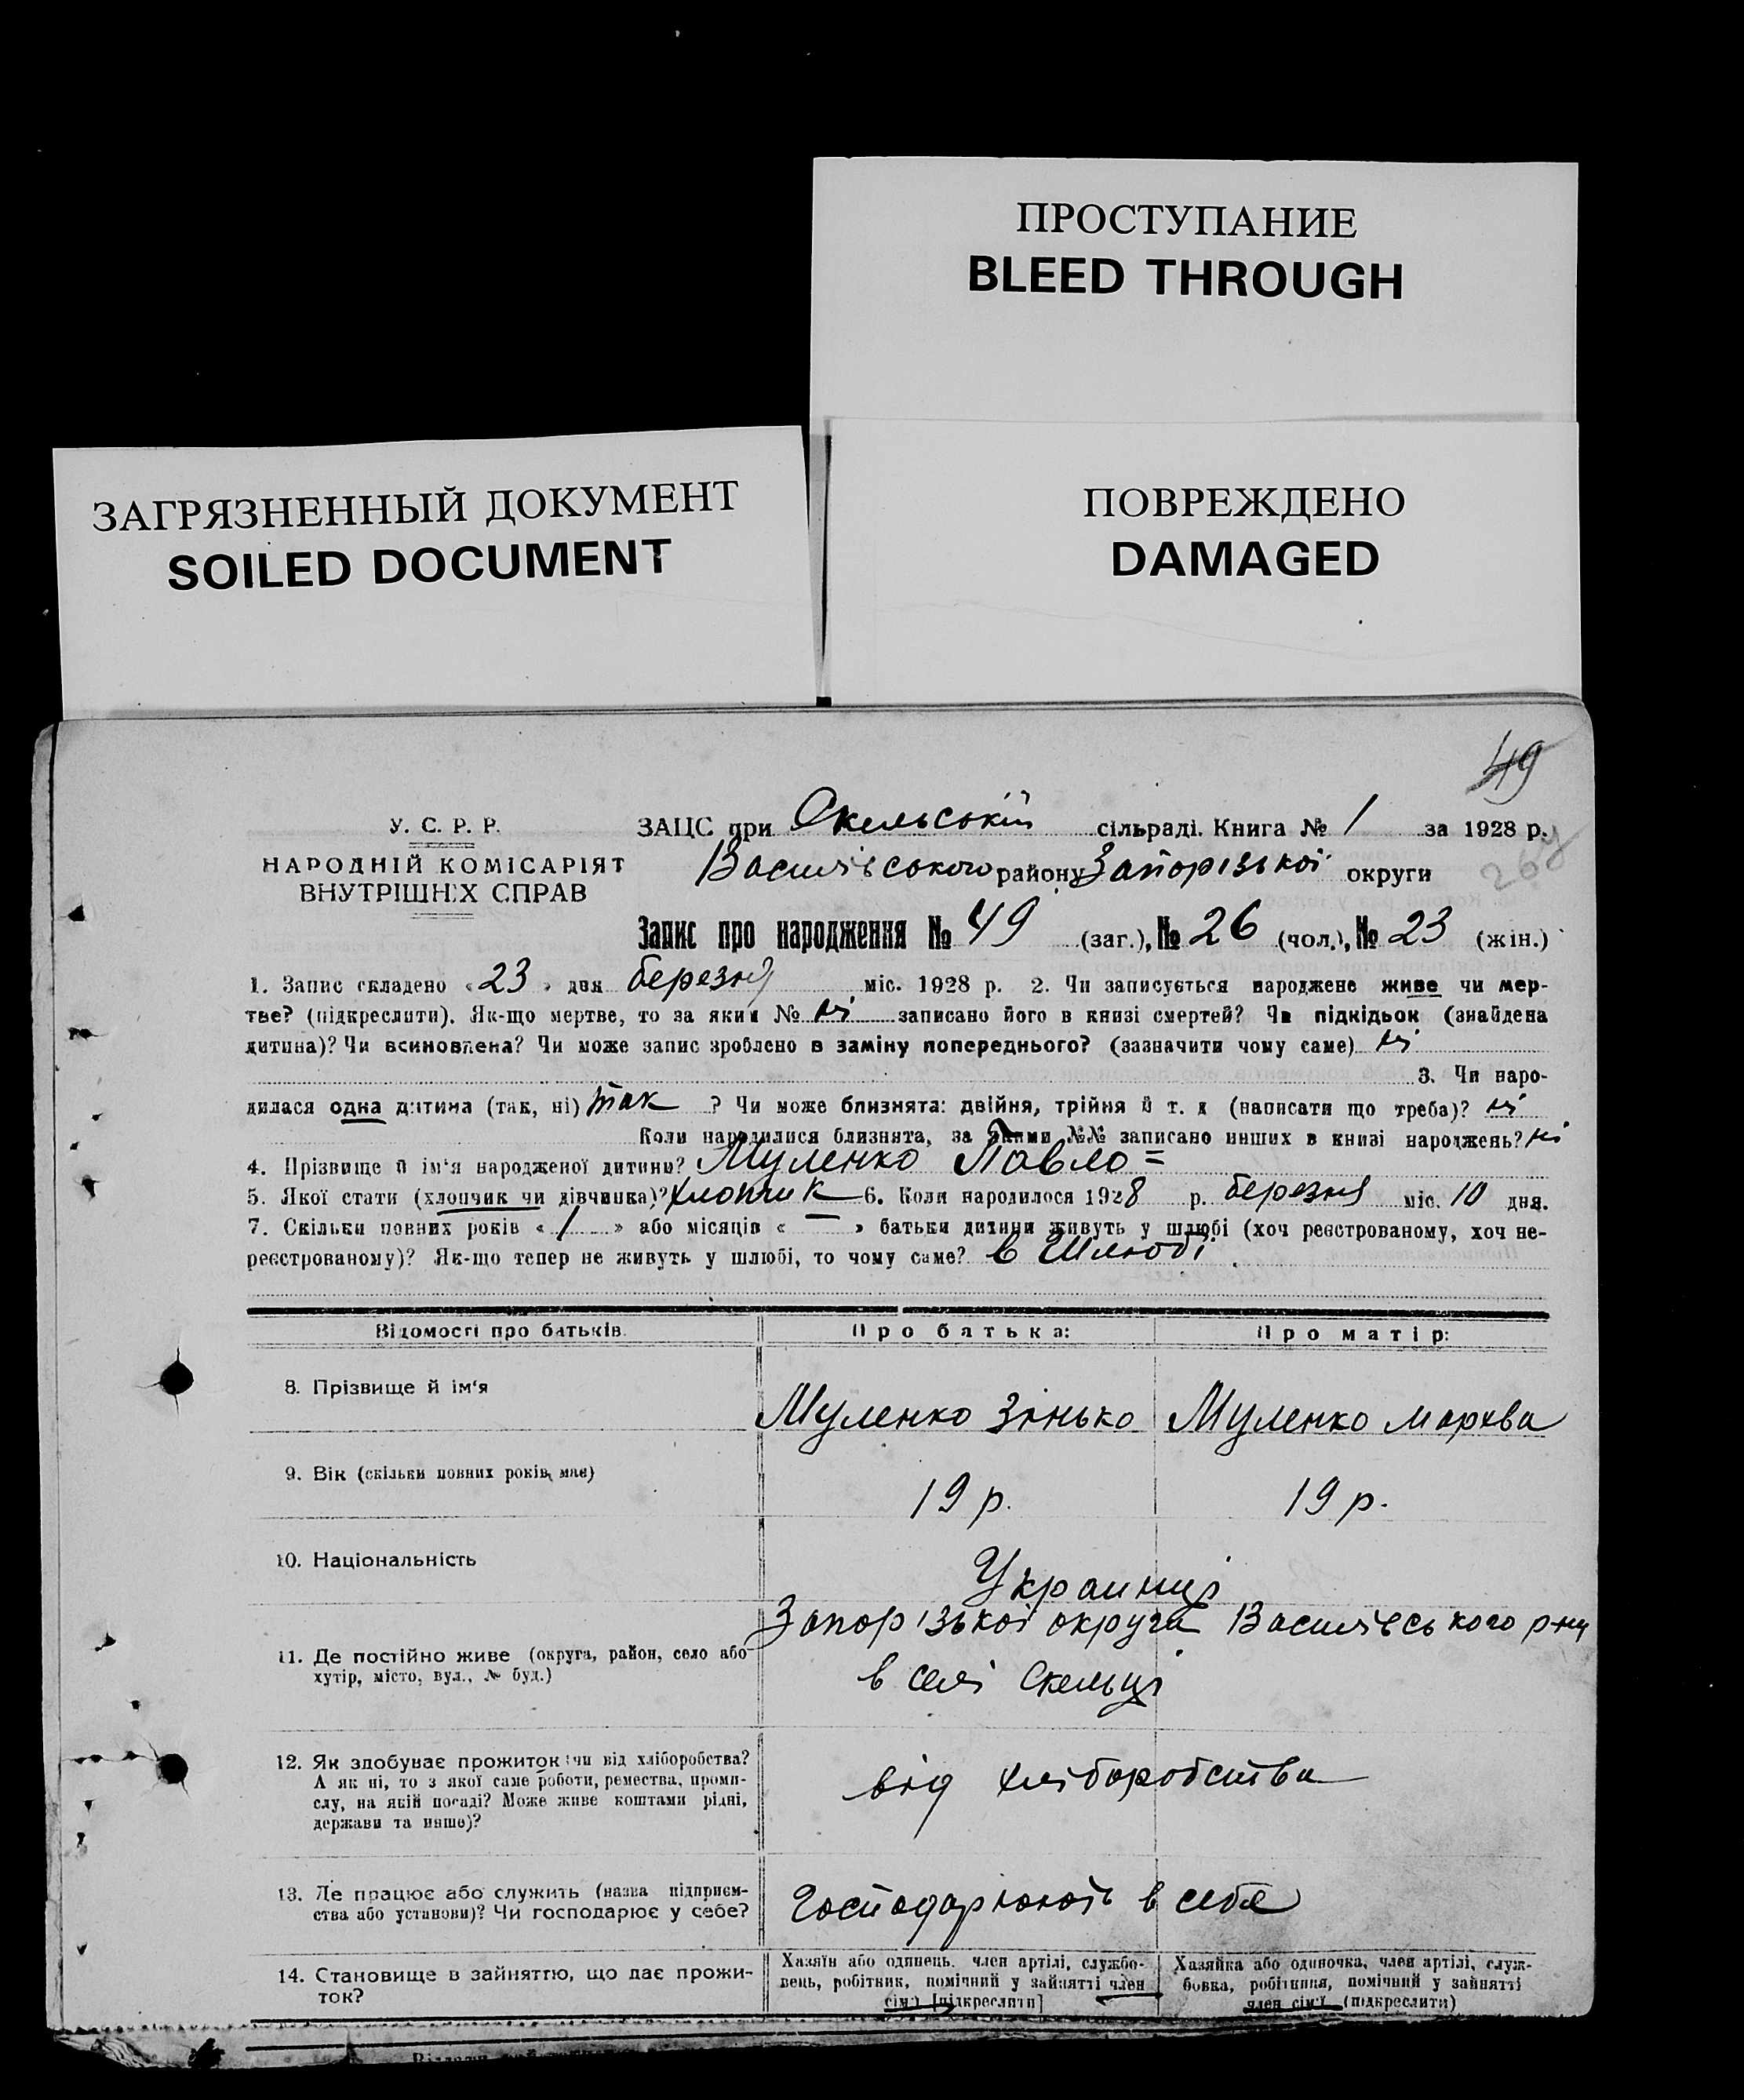 ПРОСТУПАНИЕ
BLEED THROUGH
ЗАГРЯЗНЕННЫЙ ДОКУМЕНТ
SOILED DOCUMENT
ПОВРЕЖДЕНО
DAMAGED
49
У. С. Р. Р.
НАРОДНІЙ КОМІСАРІЯТ
ВНУТРІШНІХ СПРАВ
ЗАЦС при Скельській сільраді. Книга № 1 за 1928 р.
Василівського району Запорізької округи
Запис про народження № 49 (заг.), № 26 (чол.), № 23 (жін.)
1. Запис складено «23» дня березня міс. 1928 р. 2. Чи записується народжене живе чи мер-
тве? (підкреслити). Як-що мертве, то за яким № ні записано його в книзі смертей? Чи підкідьок (знайдена
дитина)? Чи всиновлена? Чи може запис зроблено в заміну попереднього? (зазначити чому саме) ні
3. Чи наро-
дилася одна дитина (так, ні) так ? Чи може близнята: двійня, трійня й т. д (написати що треба)? ні
Коли народилися близнята, за якими №№ записано инших в книзі народжень? ні
4. Прізвище й ім'я народженої дитини? Муленко Павло =
5. Якої стати (хлопчик чи дівчинка)? хлопчик 6. Коли народилося 1928 р. березня міс. 10 дня.
7. Скільки повних років «1» або місяців «—» батьки дитини живуть у шлюбі (хоч реєстрованому, хоч не-
реєстрованому)? Як-що тепер не живуть у шлюбі, то чому саме? в Шлюбі
Відомості про батьків. Про батька: Про матір:
8. Прізвище й ім'я
Муленко Зінько Муленко Мархва
9. Вік (скільки повних років має)
19 р. 19 р.
10. Національність
Украинці
Запорізької округи Василівського р-ну
11. Де постійно живе (округа, район, село або
хутір, місто, вул., № буд.)
в селі Скельці
12. Як здобуває прожиток: чи від хліборобства?
А як ні, то з якої саме роботи, ремества, проми-
слу, на якій посаді? Може живе коштами рідні,
держави та инше)?
від хліборобства
13. Де працює або служить (назва підприєм-
ства або установи)? Чи господарює у себе?
Господарюють в себе
14. Становище в зайняттю, що дає прожи-
ток?
Хазяїн або одинець, член артілі, службо-
вець, робітник, помічний у зайнятті член
сім'ї [підкреслити]
Хазяйка або одиночка, член артілі, служ-
бовка, робітниця, помічний у зайнятті
член сім'ї (підкреслити)